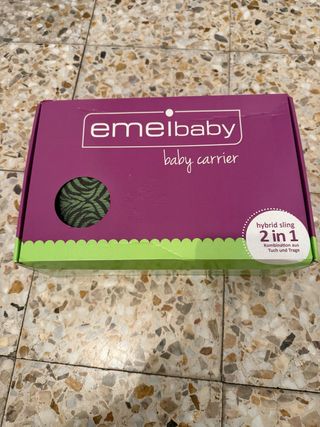 emeibaby
baby carrier
hybrid sling
2 in 1
Kombination aus
Tuch und Trage